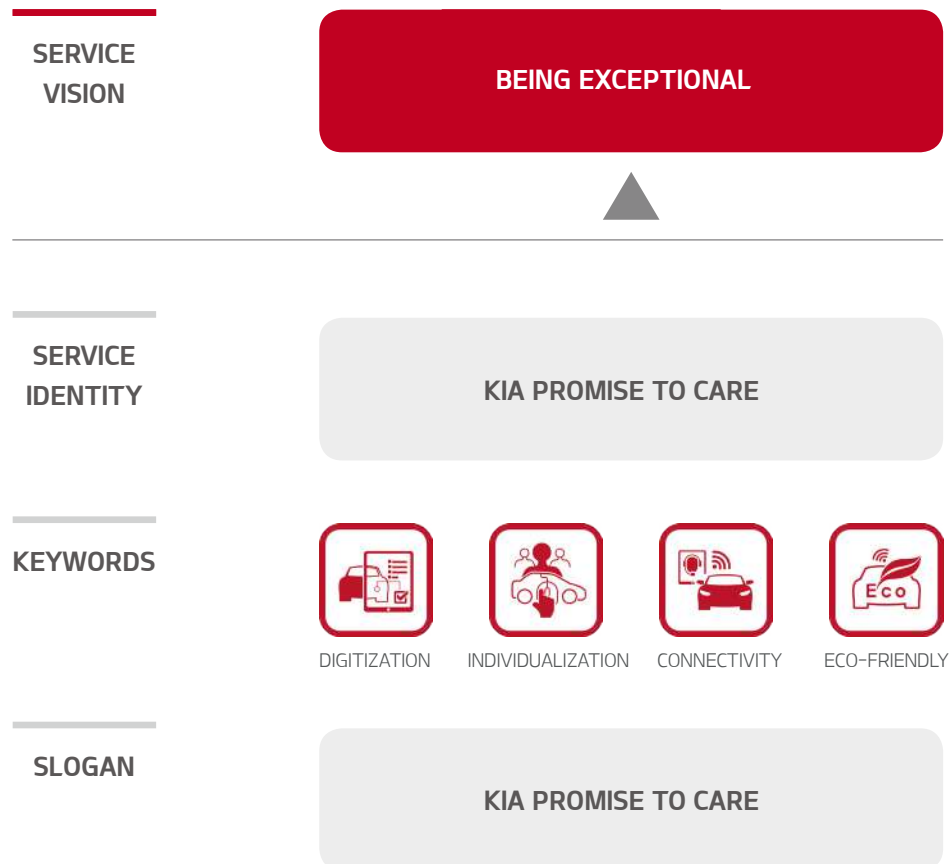 SERVICE
VISION
BEING EXCEPTIONAL
SERVICE
IDENTITY
KIA PROMISE TO CARE
KEYWORDS
Eco
DIGITIZATION
INDIVIDUALIZATION
CONNECTIVITY
ECO-FRIENDLY
SLOGAN
KIA PROMISE TO CARE